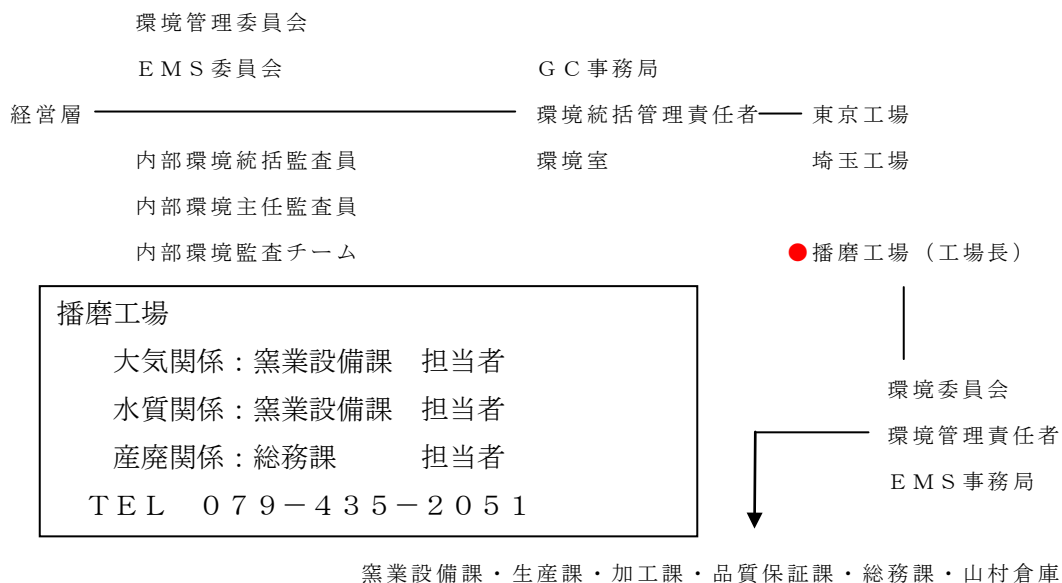 環境管理委員会
ＥＭＳ委員会　ＧＣ事務局
経営層　環境統括管理責任者　東京工場
内部環境統括監査員　環境室　埼玉工場
内部環境主任監査員
内部環境監査チーム　●播磨工場（工場長）
播磨工場
大気関係：窯業設備課　担当者
水質関係：窯業設備課　担当者
産廃関係：総務課　担当者
ＴＥＬ　０７９－４３５－２０５１
環境委員会
環境管理責任者
ＥＭＳ事務局
窯業設備課・生産課・加工課・品質保証課・総務課・山村倉庫